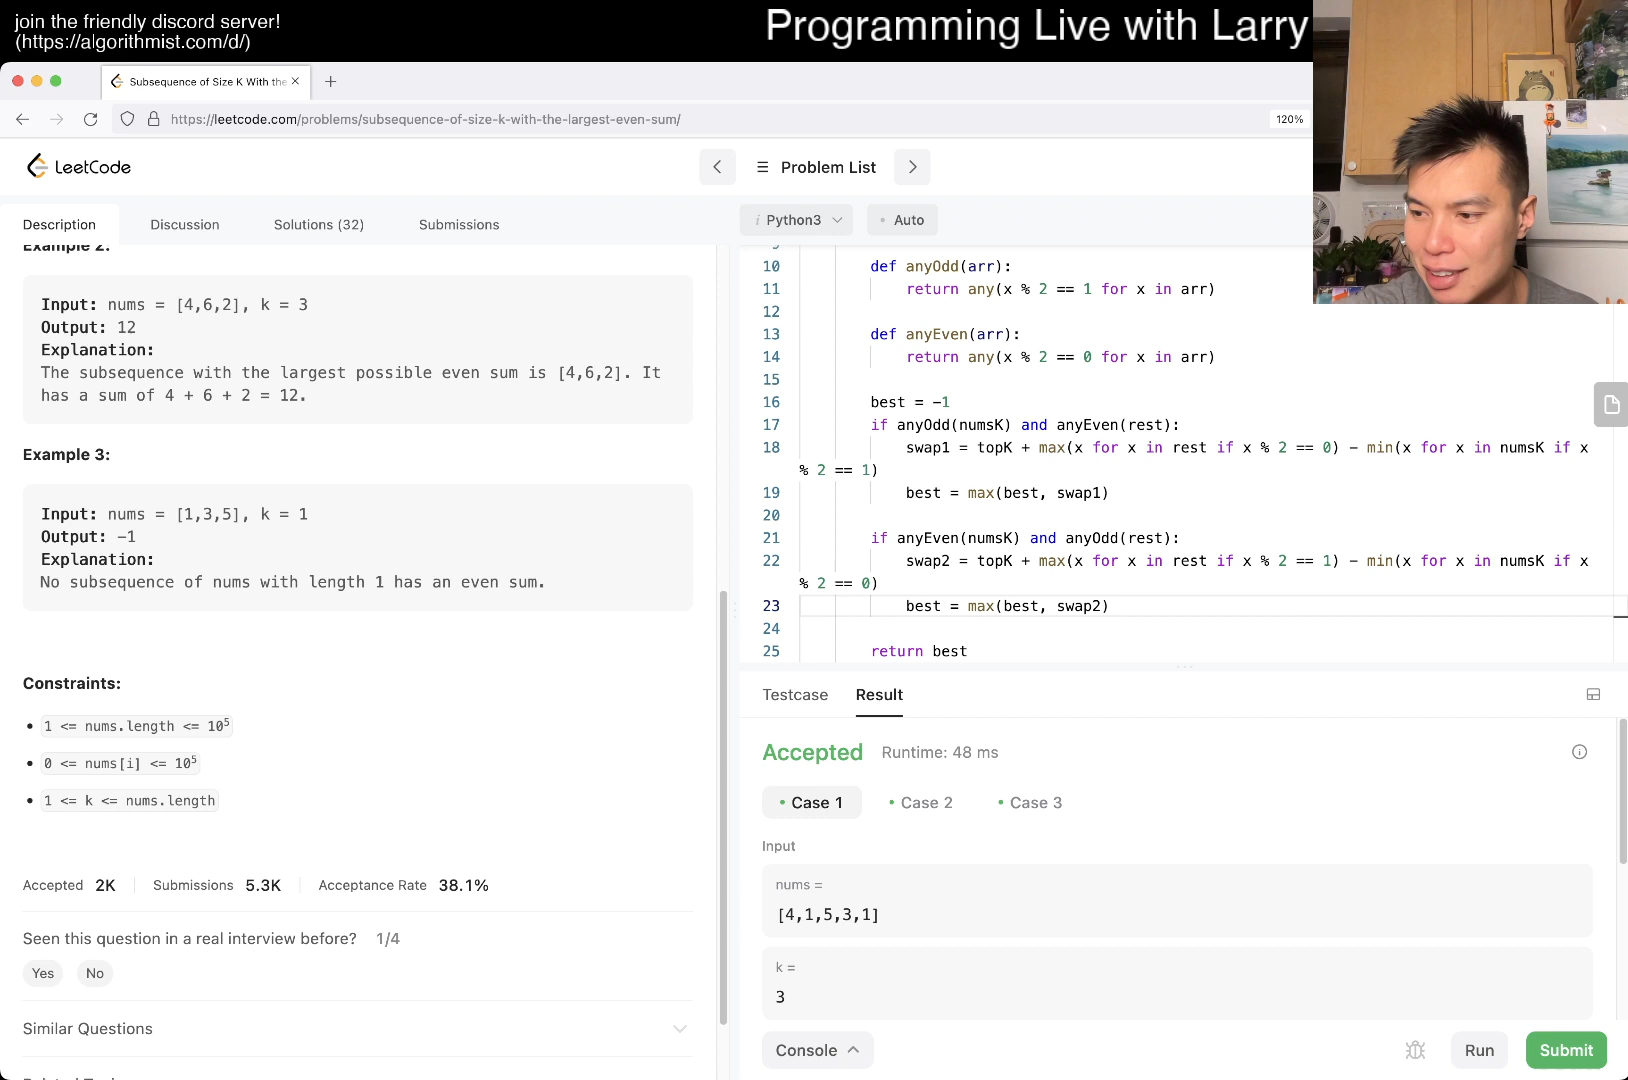 join the friendly discord server!
(https://algorithmist.com/d/)
Programming Live with Larry
Subsequence of Size K With the
https://leetcode.com/problems/subsequence-of-size-k-with-the-largest-even-sum/
120%
LeetCode
Problem List
Description
Discussion
Solutions (32)
Submissions
i Python3
Auto
Example 2:
Input: nums = [4,6,2], k = 3
Output: 12
Explanation:
The subsequence with the largest possible even sum is [4,6,2]. It
has a sum of 4 + 6 + 2 = 12.
Example 3:
Input: nums = [1,3,5], k = 1
Output: -1
Explanation:
No subsequence of nums with length 1 has an even sum.
Constraints:
• 1 <= nums.length <= 10⁵
• 0 <= nums[i] <= 10⁵
• 1 <= k <= nums.length
Accepted 2K Submissions 5.3K Acceptance Rate 38.1%
Seen this question in a real interview before? 1/4
Yes No
Similar Questions
10 def anyOdd(arr):
11 return any(x % 2 == 1 for x in arr)
12
13 def anyEven(arr):
14 return any(x % 2 == 0 for x in arr)
15
16 best = -1
17 if anyOdd(numsK) and anyEven(rest):
18 swap1 = topK + max(x for x in rest if x % 2 == 0) - min(x for x in numsK if x
% 2 == 1)
19 best = max(best, swap1)
20
21 if anyEven(numsK) and anyOdd(rest):
22 swap2 = topK + max(x for x in rest if x % 2 == 1) - min(x for x in numsK if x
% 2 == 0)
23 best = max(best, swap2)
24
25 return best
Testcase
Result
Accepted Runtime: 48 ms
• Case 1 • Case 2 • Case 3
Input
nums =
[4,1,5,3,1]
k =
3
Console
Run
Submit